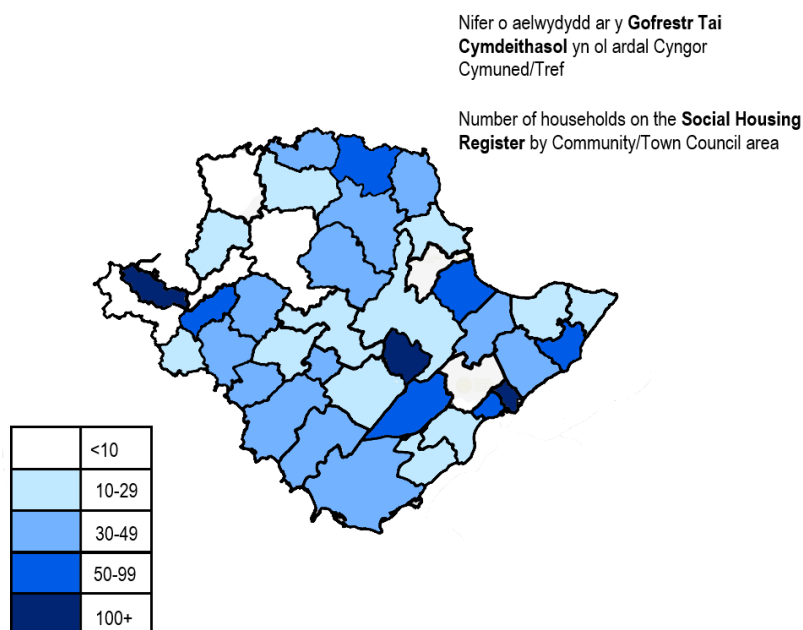 Nifer o aelwydydd ar y Gofrestr Tai
Cymdeithasol yn ol ardal Cyngor
Cymuned/Tref
Number of households on the Social Housing
Register by Community/Town Council area
<10
10-29
30-49
50-99
100+